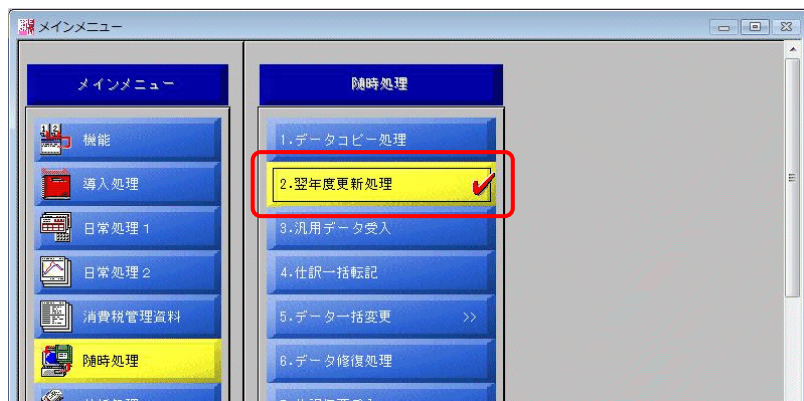 メインメニュー
メインメニュー
機能
導入処理
日常処理1
日常処理2
消費税管理資料
随時処理
随時処理
1.データコピー処理
2.翌年度更新処理
3.汎用データ受入
4.仕訳一括転記
5.データ一括変更 >>
6.データ修復処理